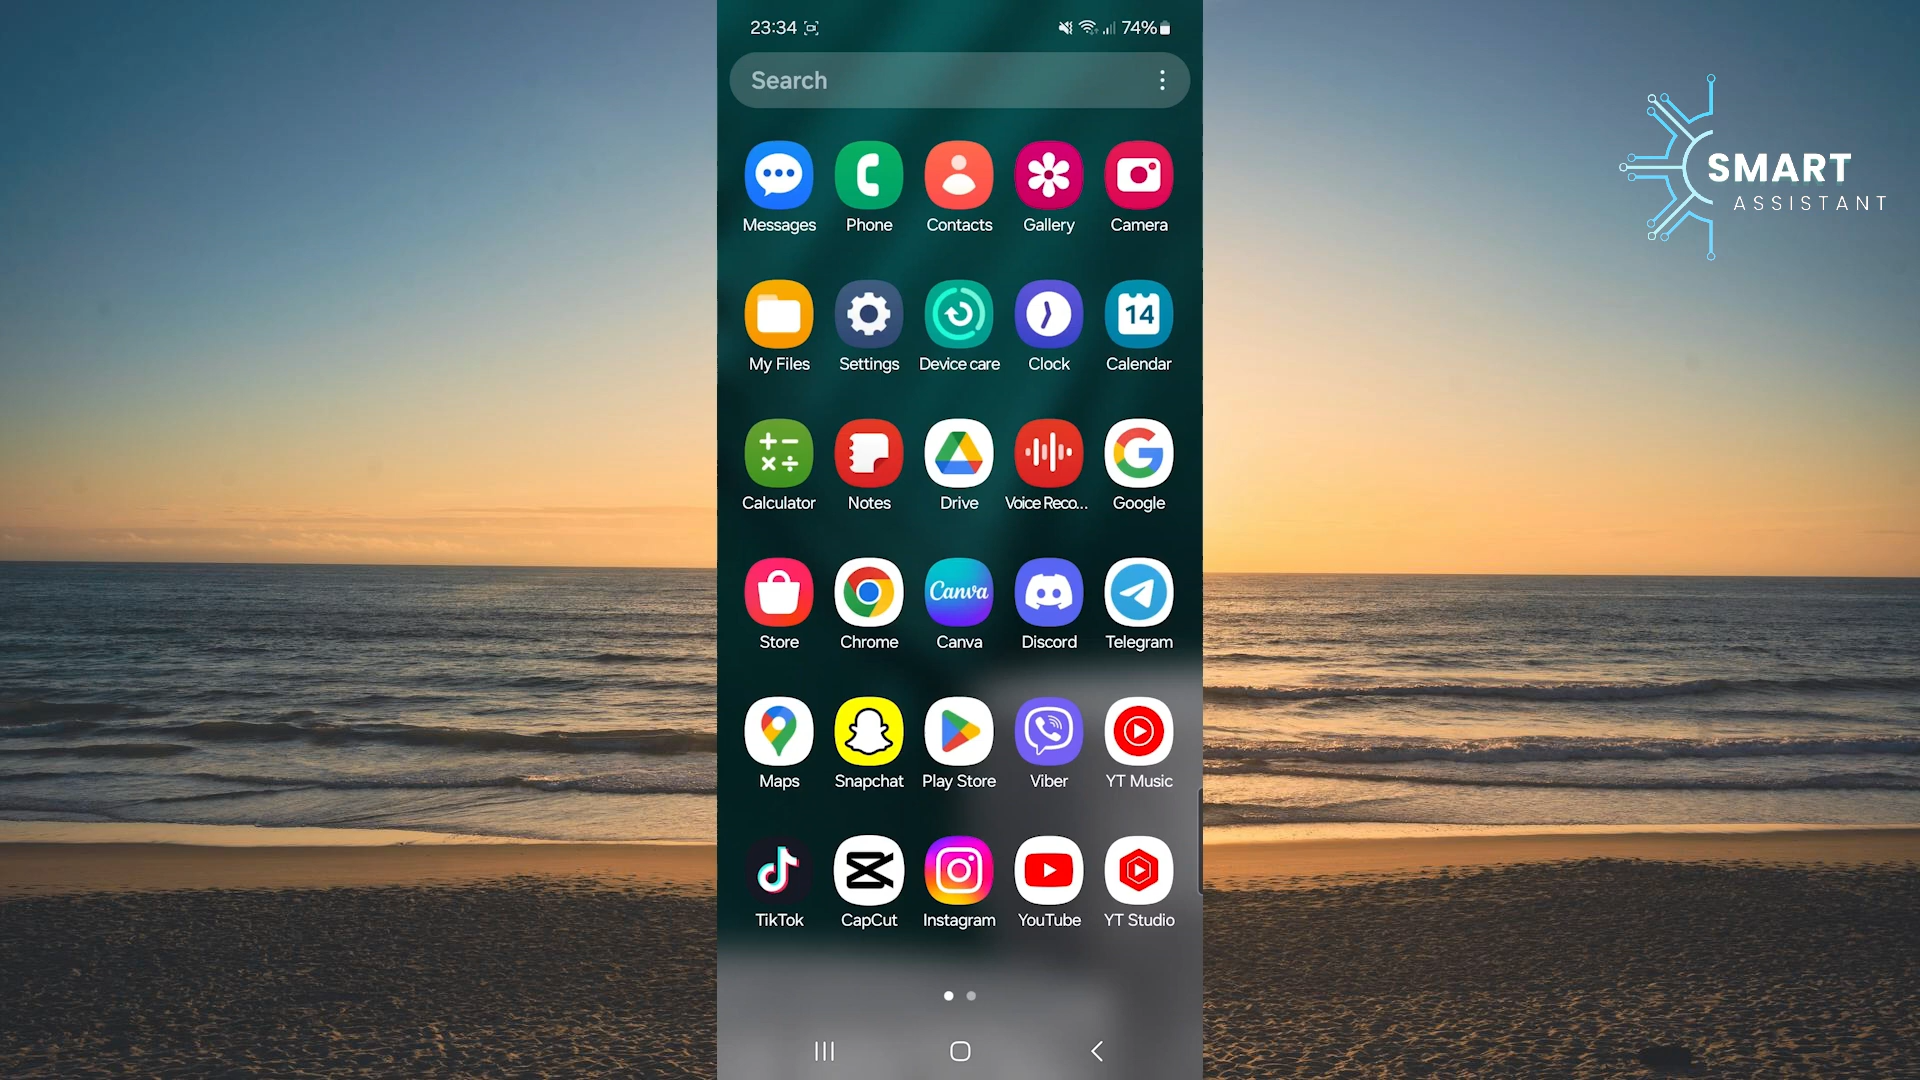 23:34
74%
Search
SMART
ASSISTANT
Messages
Phone
Contacts
Gallery
Camera
14
My Files
Settings
Device care
Clock
Calendar
Calculator
Notes
Drive
Voice Reco...
Google
Canva
Store
Chrome
Canva
Discord
Telegram
Maps
Snapchat
Play Store
Viber
YT Music
TikTok
CapCut
Instagram
YouTube
YT Studio